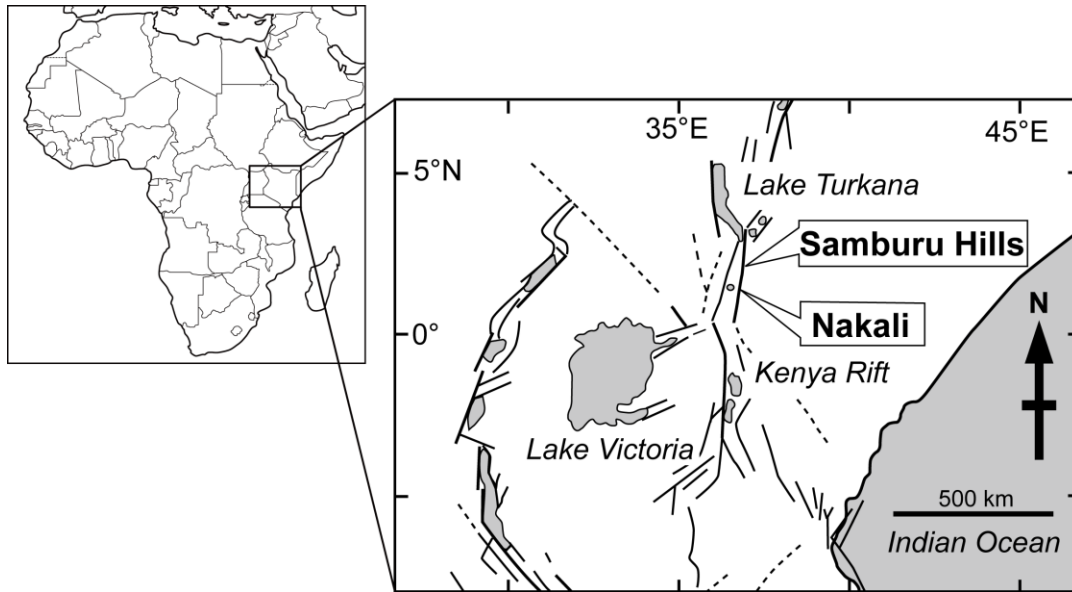 35°E
45°E
5°N
Lake Turkana
Samburu Hills
Nakali
N
0°
Kenya Rift
Lake Victoria
500 km
Indian Ocean